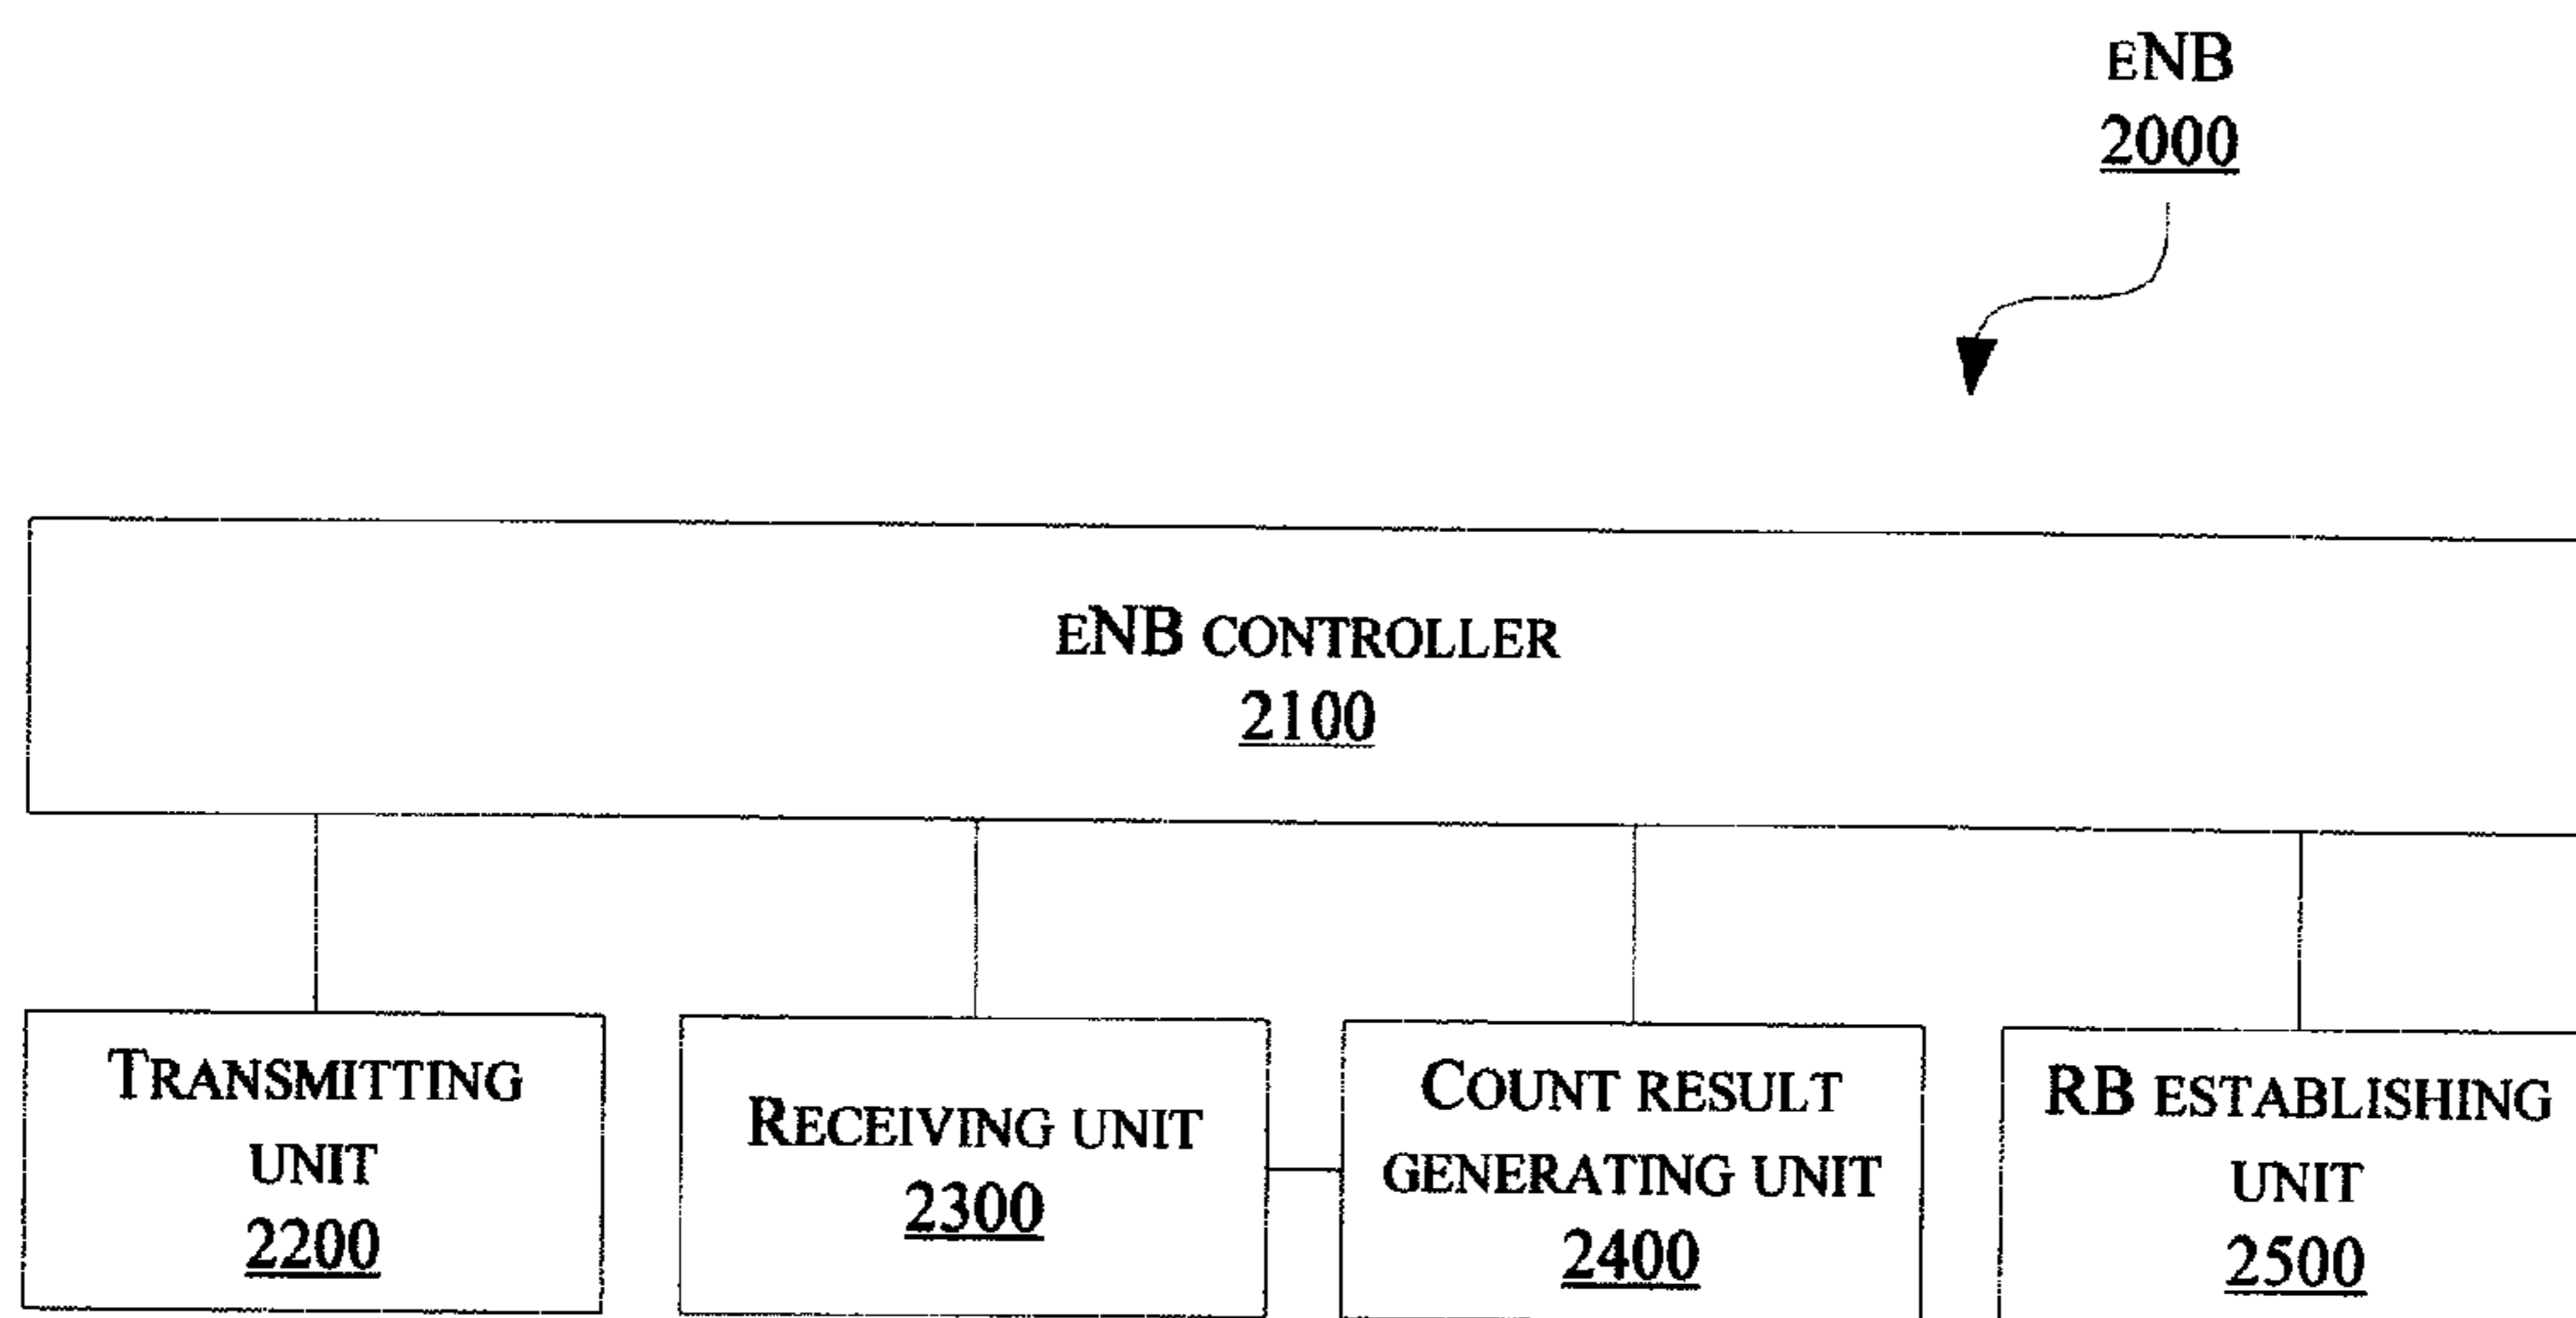 eNB
2000
eNB CONTROLLER
2100
TRANSMITTING
UNIT
2200
RECEIVING UNIT
2300
COUNT RESULT
GENERATING UNIT
2400
RB ESTABLISHING
UNIT
2500